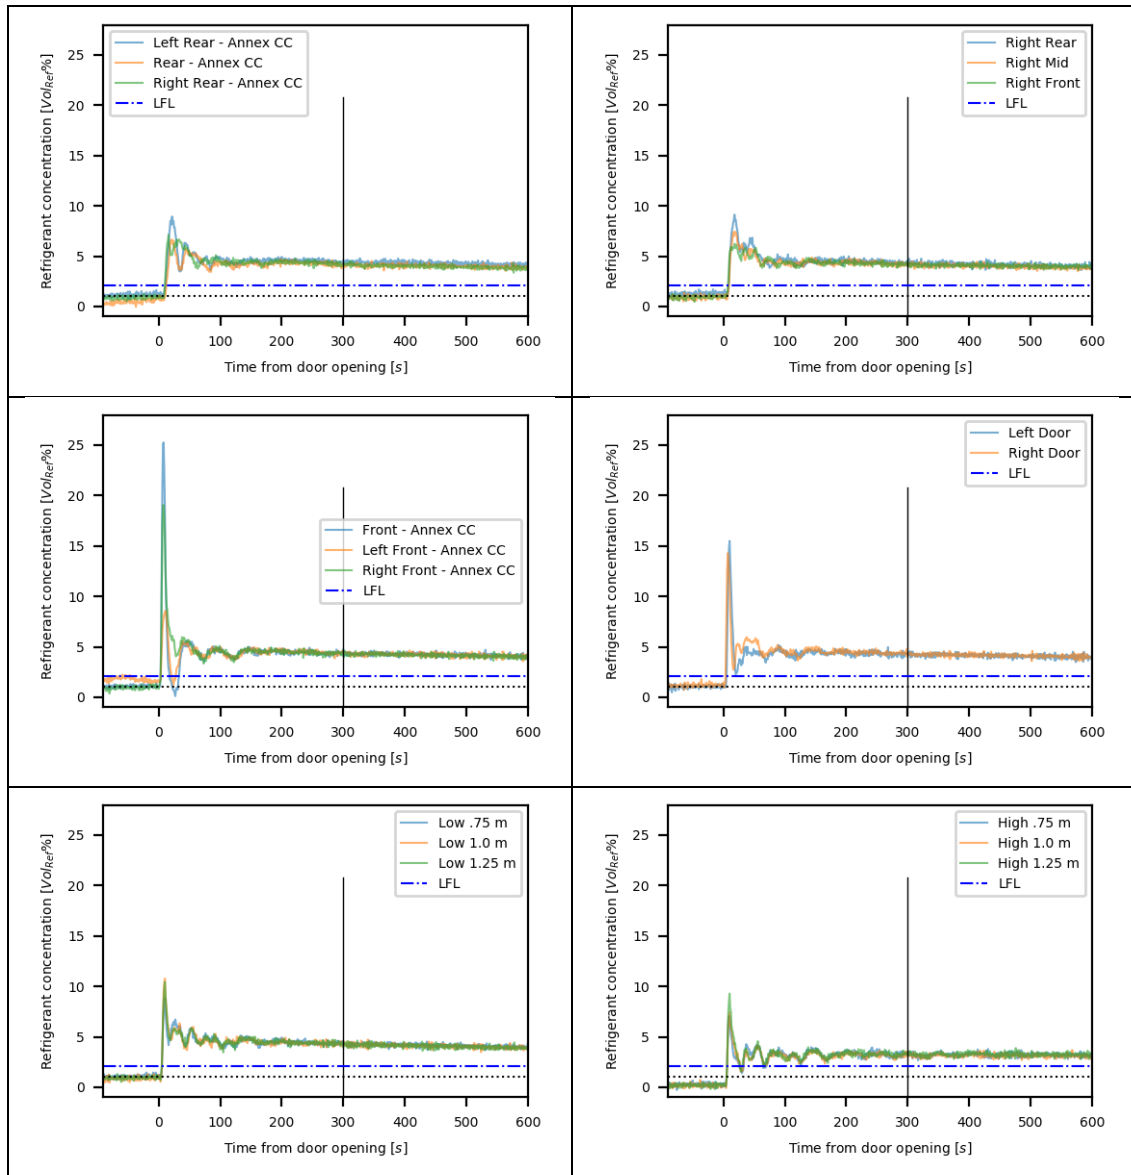 Refrigerant concentration [Vol_Ref%]
25
20
15
10
5
0
Left Rear - Annex CC
Rear - Annex CC
Right Rear - Annex CC
LFL
0 100 200 300 400 500 600
Time from door opening [s]
Refrigerant concentration [Vol_Ref%]
25
20
15
10
5
0
Right Rear
Right Mid
Right Front
LFL
0 100 200 300 400 500 600
Time from door opening [s]
Refrigerant concentration [Vol_Ref%]
25
20
15
10
5
0
Front - Annex CC
Left Front - Annex CC
Right Front - Annex CC
LFL
0 100 200 300 400 500 600
Time from door opening [s]
Refrigerant concentration [Vol_Ref%]
25
20
15
10
5
0
Left Door
Right Door
LFL
0 100 200 300 400 500 600
Time from door opening [s]
Refrigerant concentration [Vol_Ref%]
25
20
15
10
5
0
Low .75 m
Low 1.0 m
Low 1.25 m
LFL
0 100 200 300 400 500 600
Time from door opening [s]
Refrigerant concentration [Vol_Ref%]
25
20
15
10
5
0
High .75 m
High 1.0 m
High 1.25 m
LFL
0 100 200 300 400 500 600
Time from door opening [s]